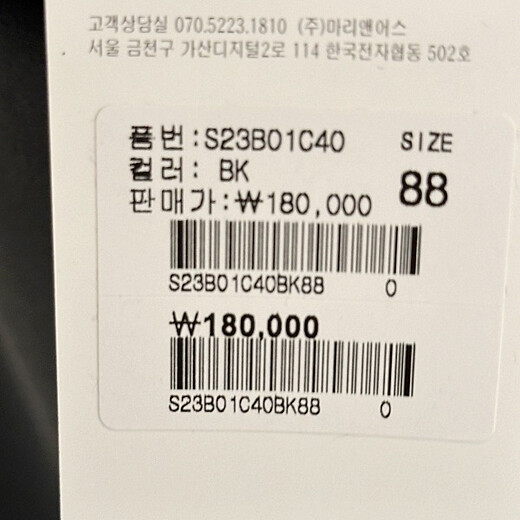 고객상담실 070.5223.1810 (주)마리앤어스
서울 금천구 가산디지털2로 114 한국전자협동 502호
품번:S23B01C40 SIZE
컬러: BK 88
판매가:₩180,000
S23B01C40BK88 0
₩180,000
S23B01C40BK88 0